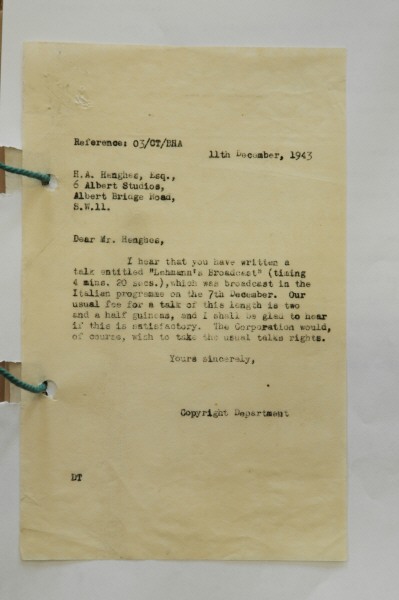 Reference: 03/CT/BHA
11th December, 1943
H.A. Henghes, Esq.,
6 Albert Studios,
Albert Bridge Road,
S.W.11.
Dear Mr. Henghes,
I hear that you have written a
talk entitled "Lehmann's Broadcast" (timing
4 mins. 20 secs.), which was broadcast in the
Italian programme on the 7th December. Our
usual fee for a talk of this length is two
and a half guineas, and I shall be glad to hear
if this is satisfactory. The Corporation would,
of course, wish to take the usual talks rights.
Yours sincerely,
Copyright Department
DT